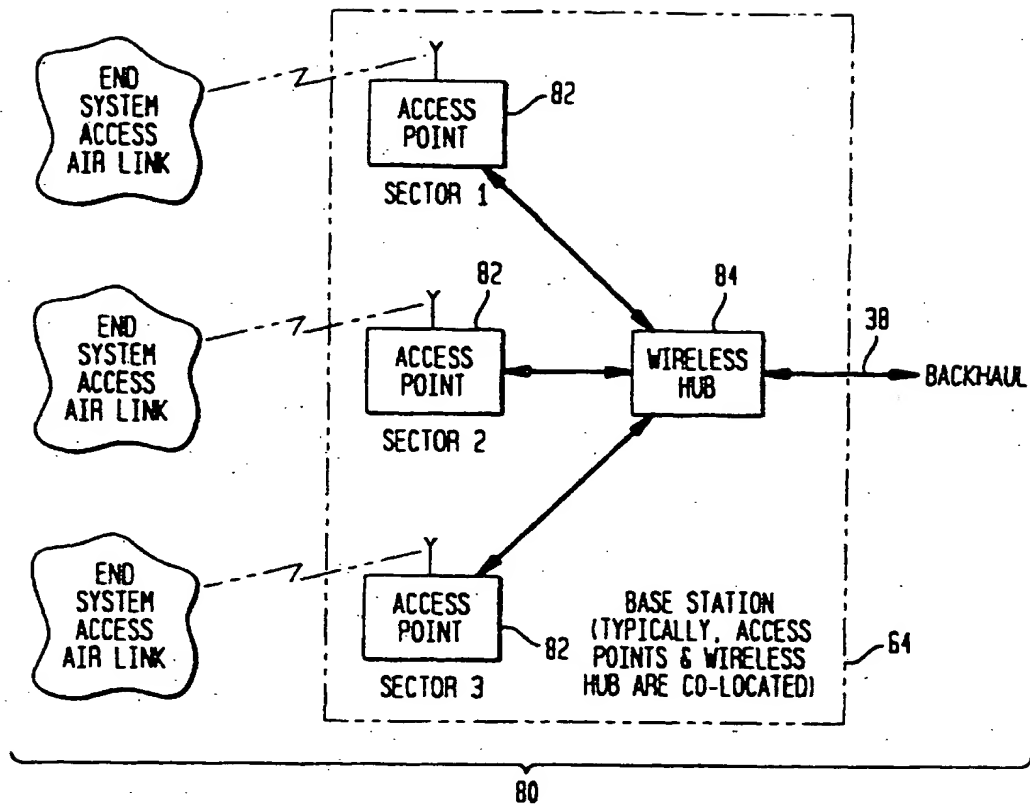 END
SYSTEM
ACCESS
AIR LINK
ACCESS
POINT
82
SECTOR 1
END
SYSTEM
ACCESS
AIR LINK
ACCESS
POINT
82
SECTOR 2
WIRELESS
HUB
84
38
BACKHAUL
END
SYSTEM
ACCESS
AIR LINK
ACCESS
POINT
82
SECTOR 3
BASE STATION
(TYPICALLY, ACCESS
POINTS & WIRELESS
HUB ARE CO-LOCATED)
64
80